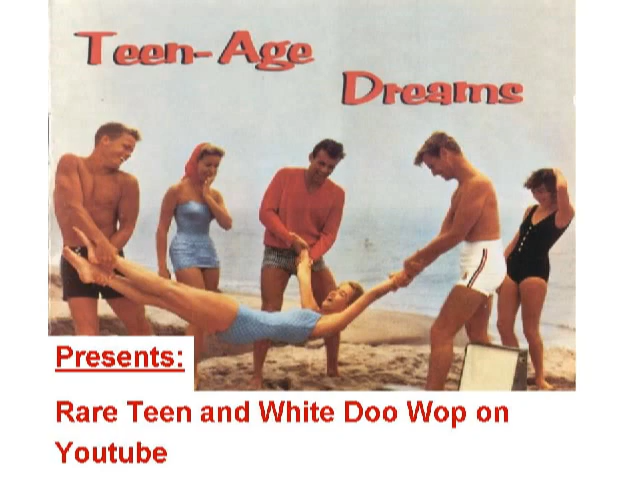 Teen-Age
Dreams
Presents:
Rare Teen and White Doo Wop on
Youtube